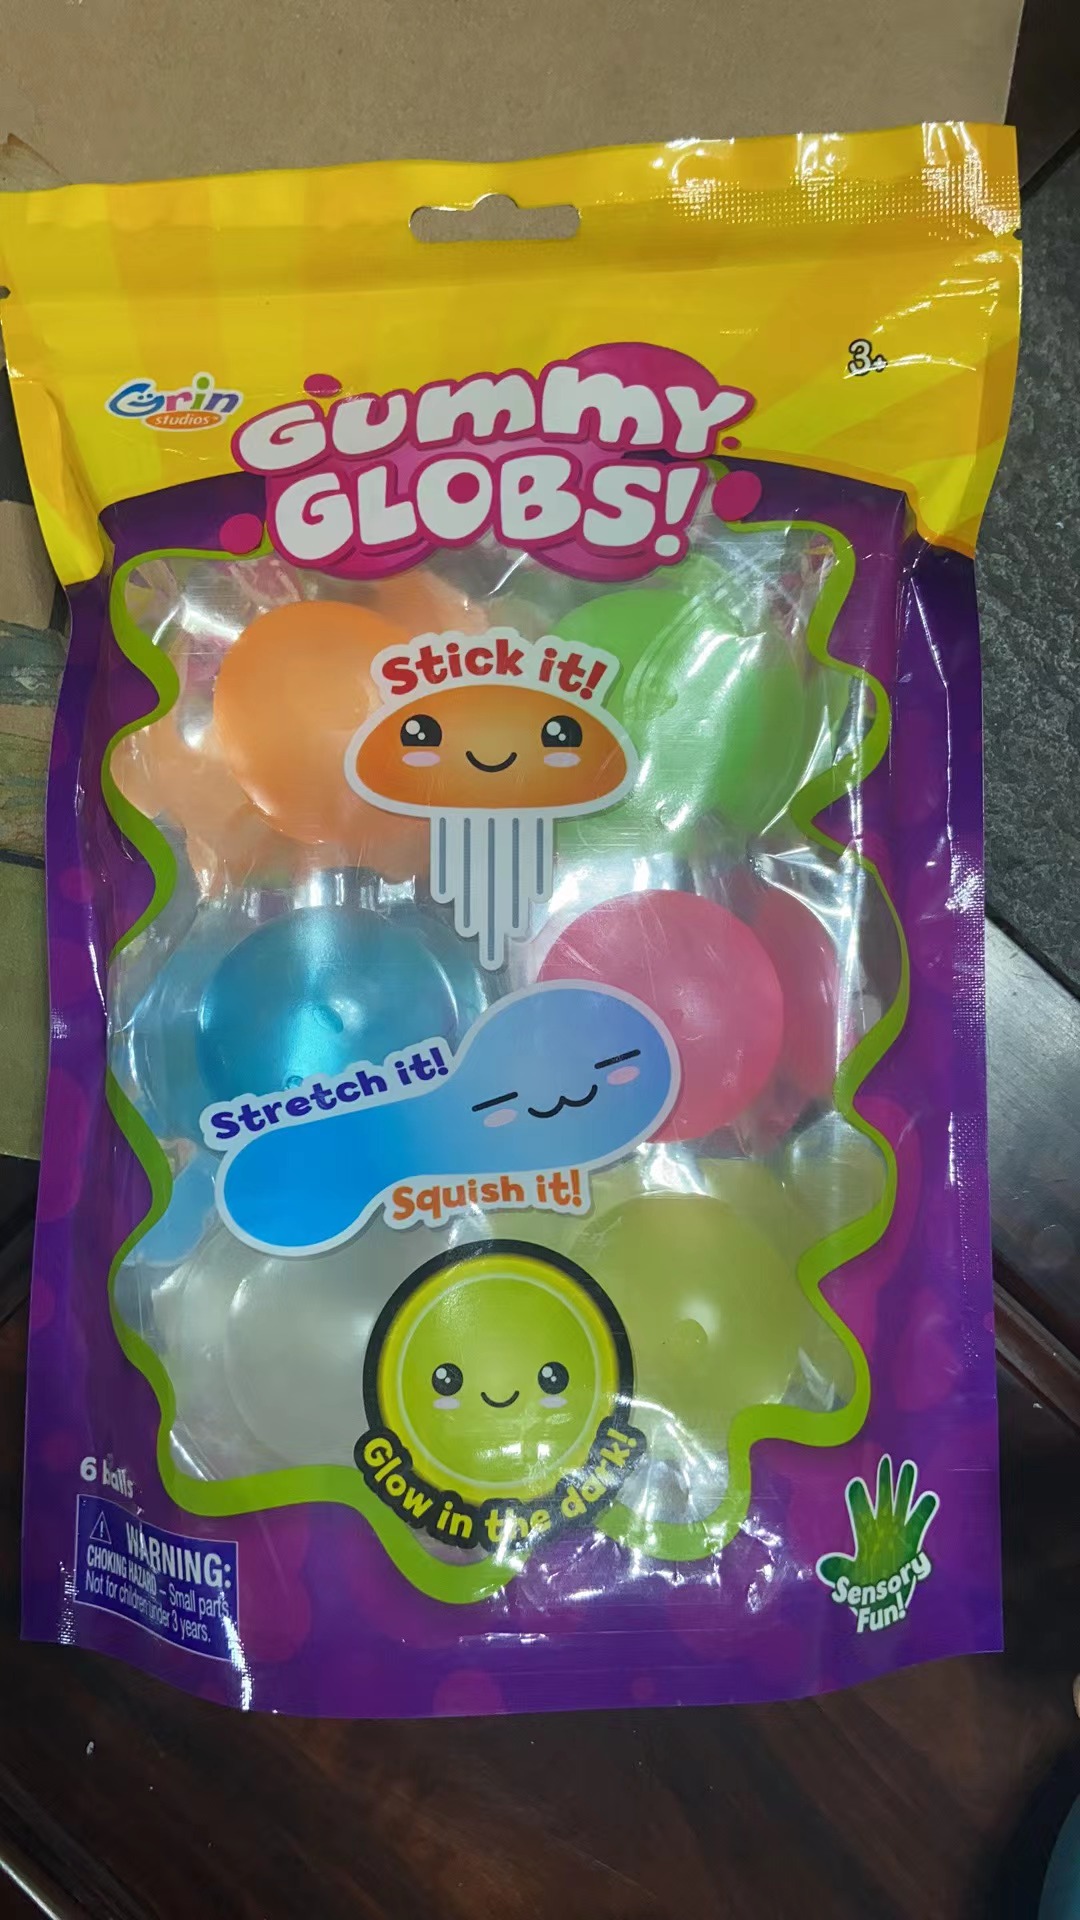 3+
Grin
studios™
GUMMY
GLOBS!
Stick it!
Stretch it!
Squish it!
Glow in the dark!
6 balls
WARNING:
CHOKING HAZARD – Small parts.
Not for children under 3 years.
Sensory
Fun!